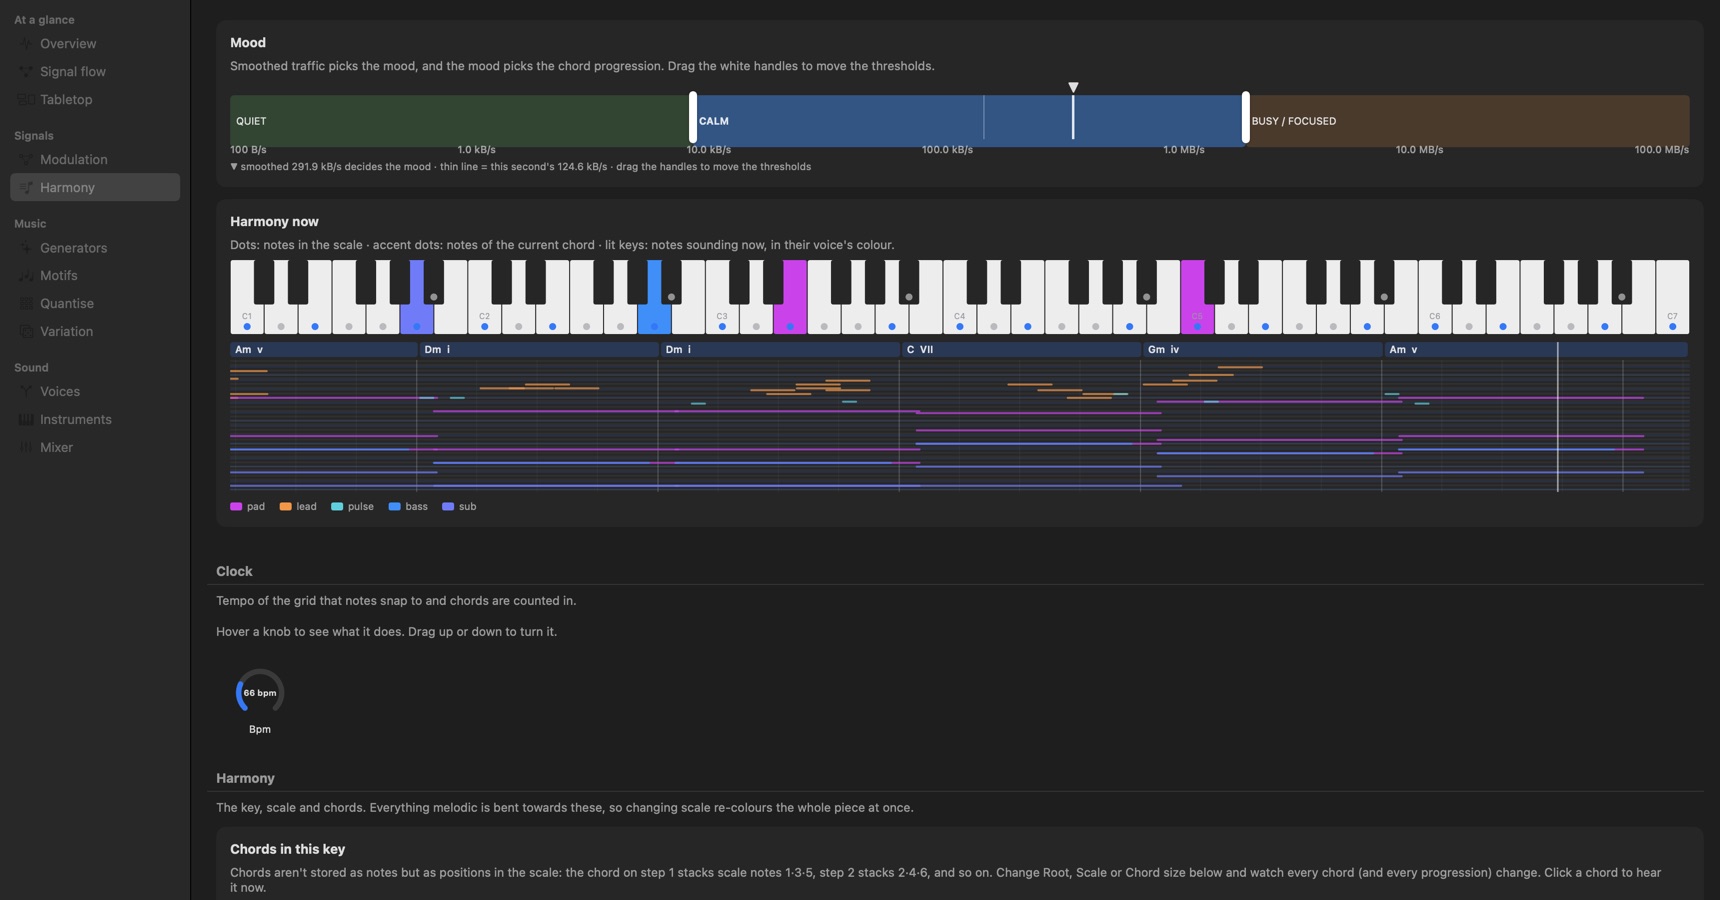 At a glance
Overview
Signal flow
Tabletop
Signals
Modulation
Harmony
Music
Generators
Motifs
Quantise
Variation
Sound
Voices
Instruments
Mixer
Mood
Smoothed traffic picks the mood, and the mood picks the chord progression. Drag the white handles to move the thresholds.
QUIET CALM BUSY / FOCUSED
100 B/s 1.0 kB/s 10.0 kB/s 100.0 kB/s 1.0 MB/s 10.0 MB/s 100.0 MB/s
▼ smoothed 291.9 kB/s decides the mood · thin line = this second's 124.6 kB/s · drag the handles to move the thresholds
Harmony now
Dots: notes in the scale · accent dots: notes of the current chord · lit keys: notes sounding now, in their voice's colour.
C1 C2 C3 C4 C5 C6 C7
Am v Dm i Dm i C VII Gm iv Am v
pad lead pulse bass sub
Clock
Tempo of the grid that notes snap to and chords are counted in.
Hover a knob to see what it does. Drag up or down to turn it.
66 bpm
Bpm
Harmony
The key, scale and chords. Everything melodic is bent towards these, so changing scale re-colours the whole piece at once.
Chords in this key
Chords aren't stored as notes but as positions in the scale: the chord on step 1 stacks scale notes 1·3·5, step 2 stacks 2·4·6, and so on. Change Root, Scale or Chord size below and watch every chord (and every progression) change. Click a chord to hear
it now.